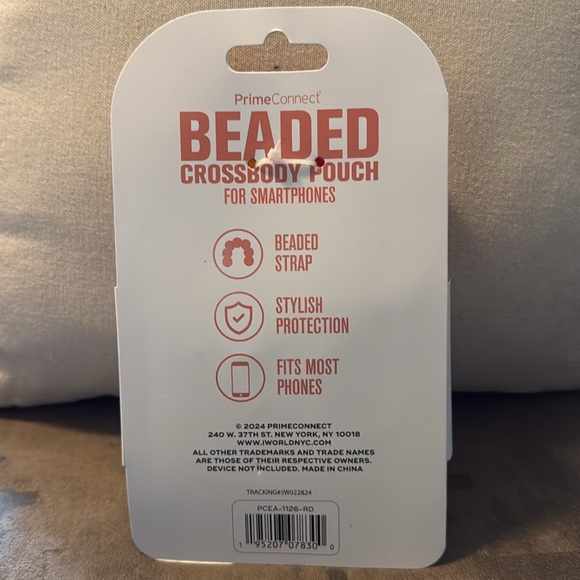 PrimeConnect®
BEADED
CROSSBODY POUCH
FOR SMARTPHONES
BEADED
STRAP
STYLISH
PROTECTION
FITS MOST
PHONES
© 2024 PRIMECONNECT
240 W. 37TH ST. NEW YORK, NY 10018
WWW.IWORLDNYC.COM
ALL OTHER TRADEMARKS AND TRADE NAMES
ARE THOSE OF THEIR RESPECTIVE OWNERS.
DEVICE NOT INCLUDED. MADE IN CHINA
TRACKING#:IW022824
PCEA-1126-RD
1 95207 07830 0